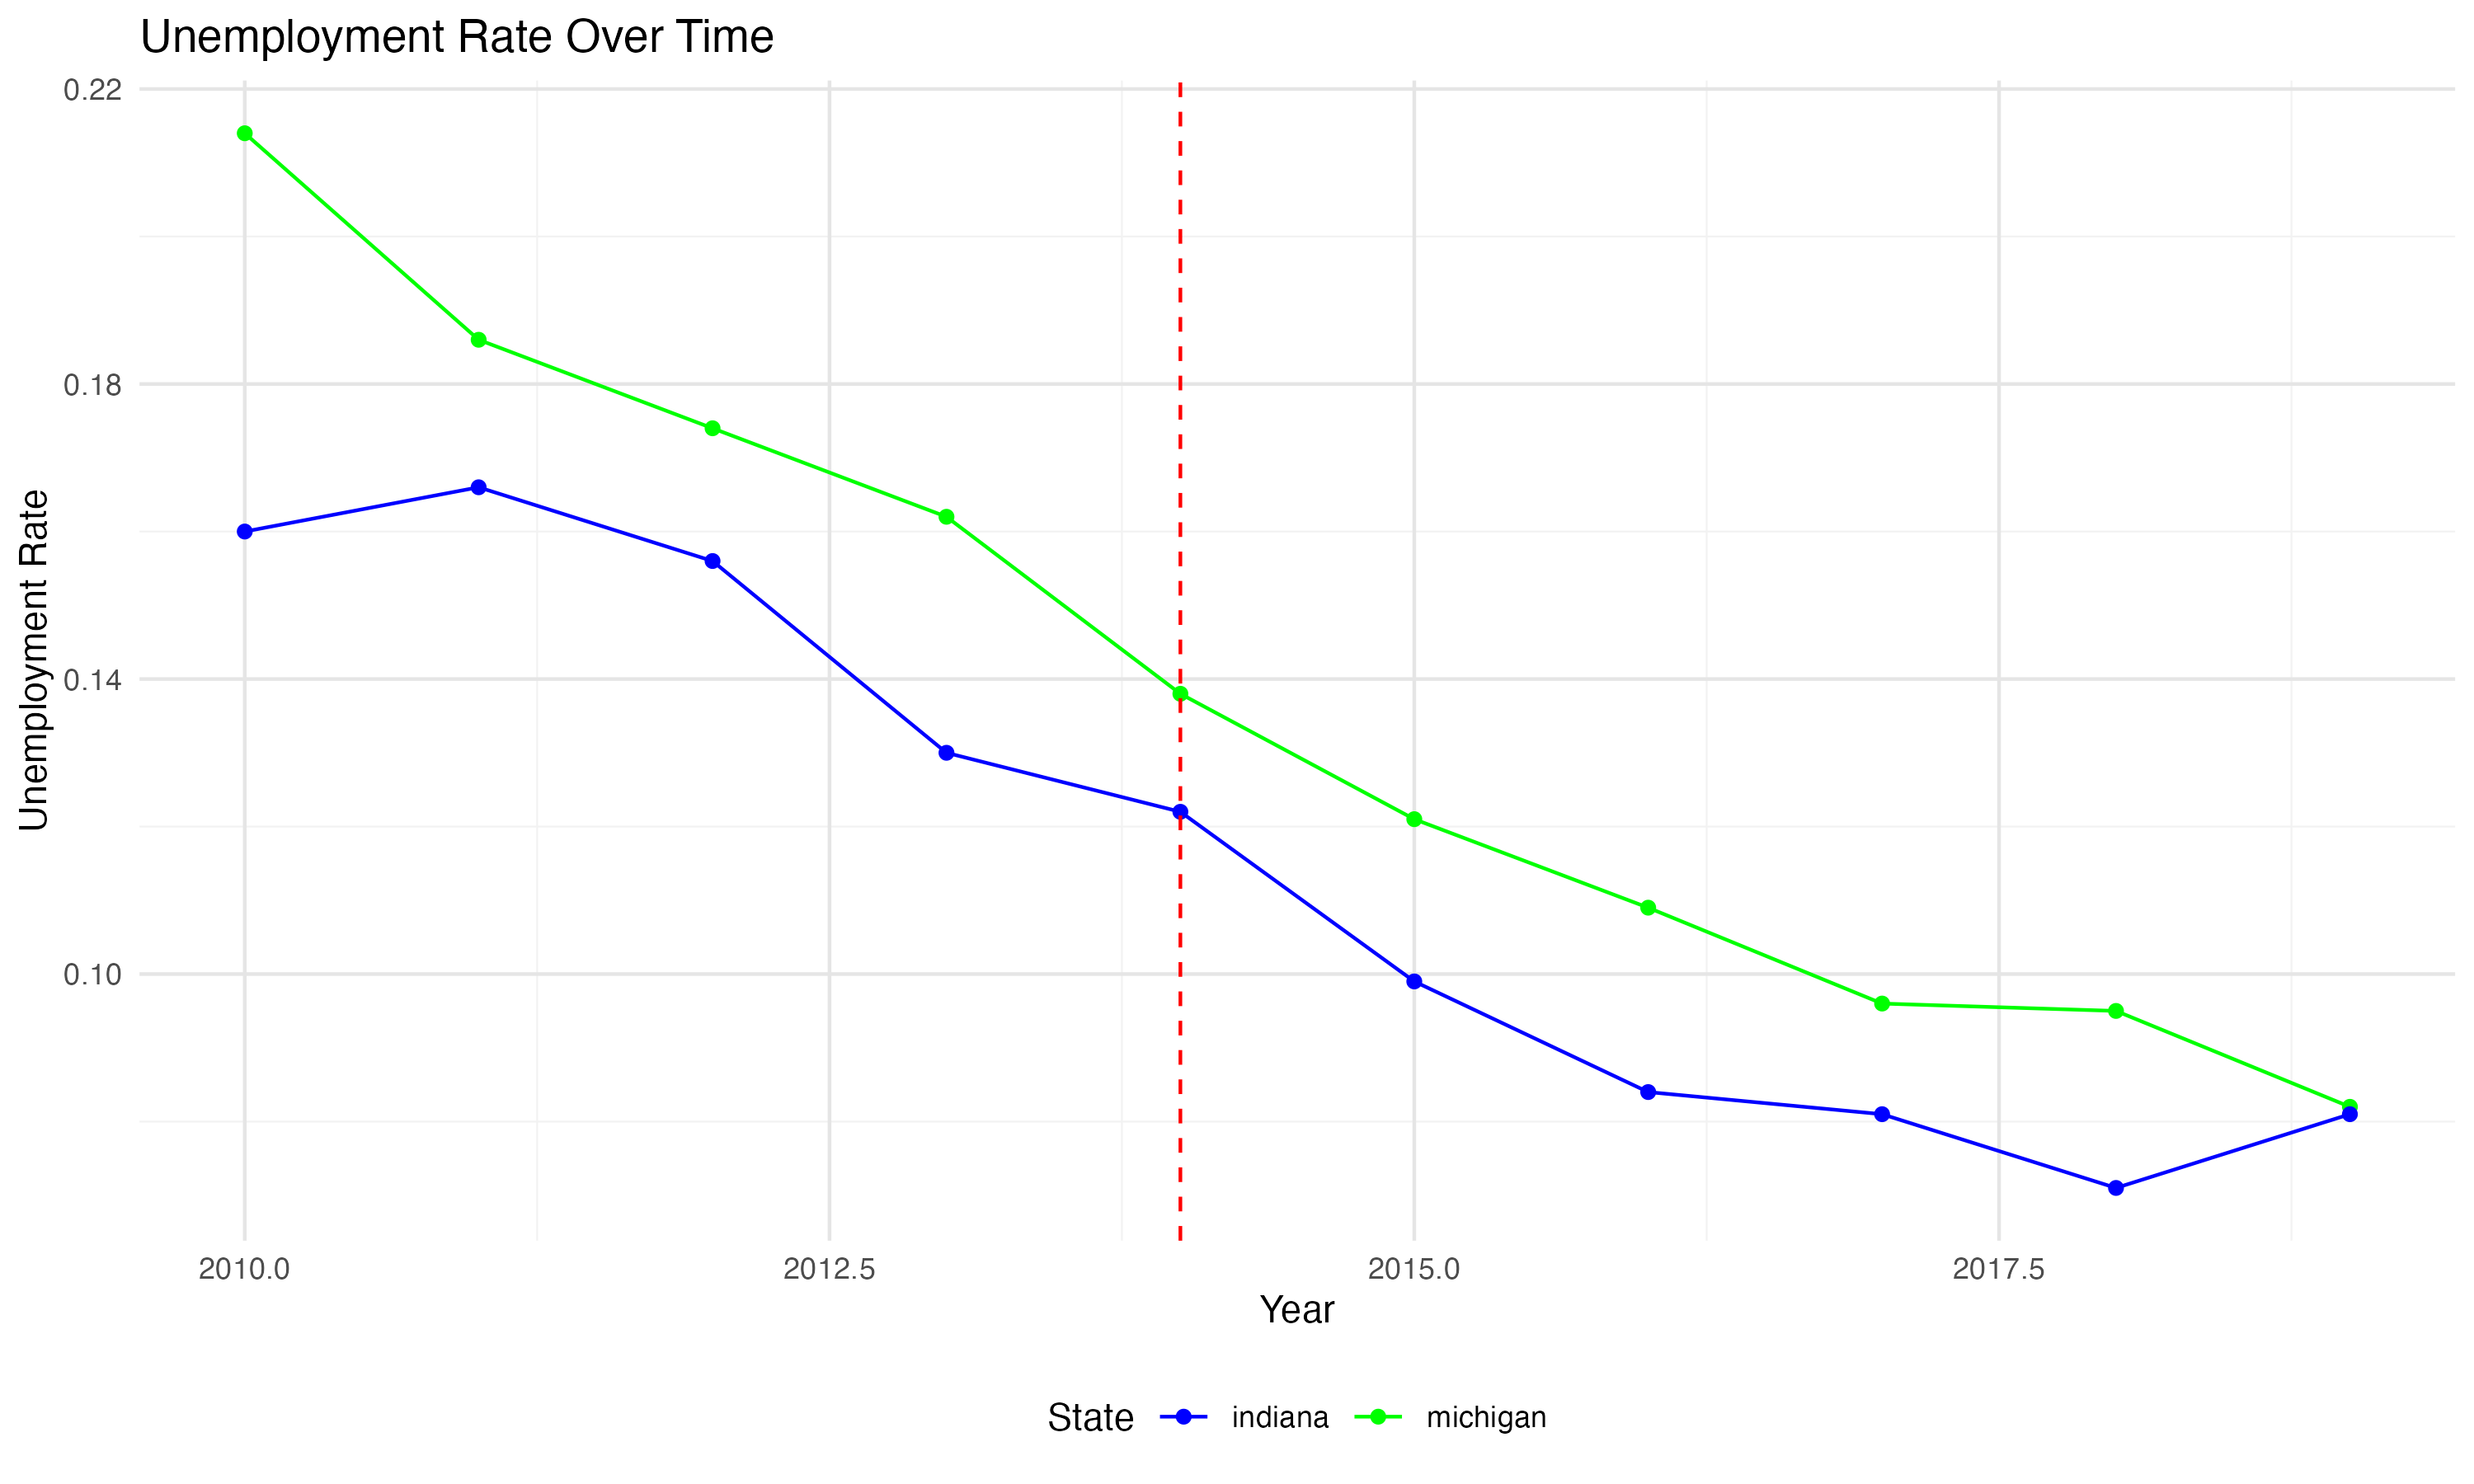 Unemployment Rate Over Time
Unemployment Rate
0.22
0.18
0.14
0.10
2010.0 2012.5 2015.0 2017.5
Year
State indiana michigan